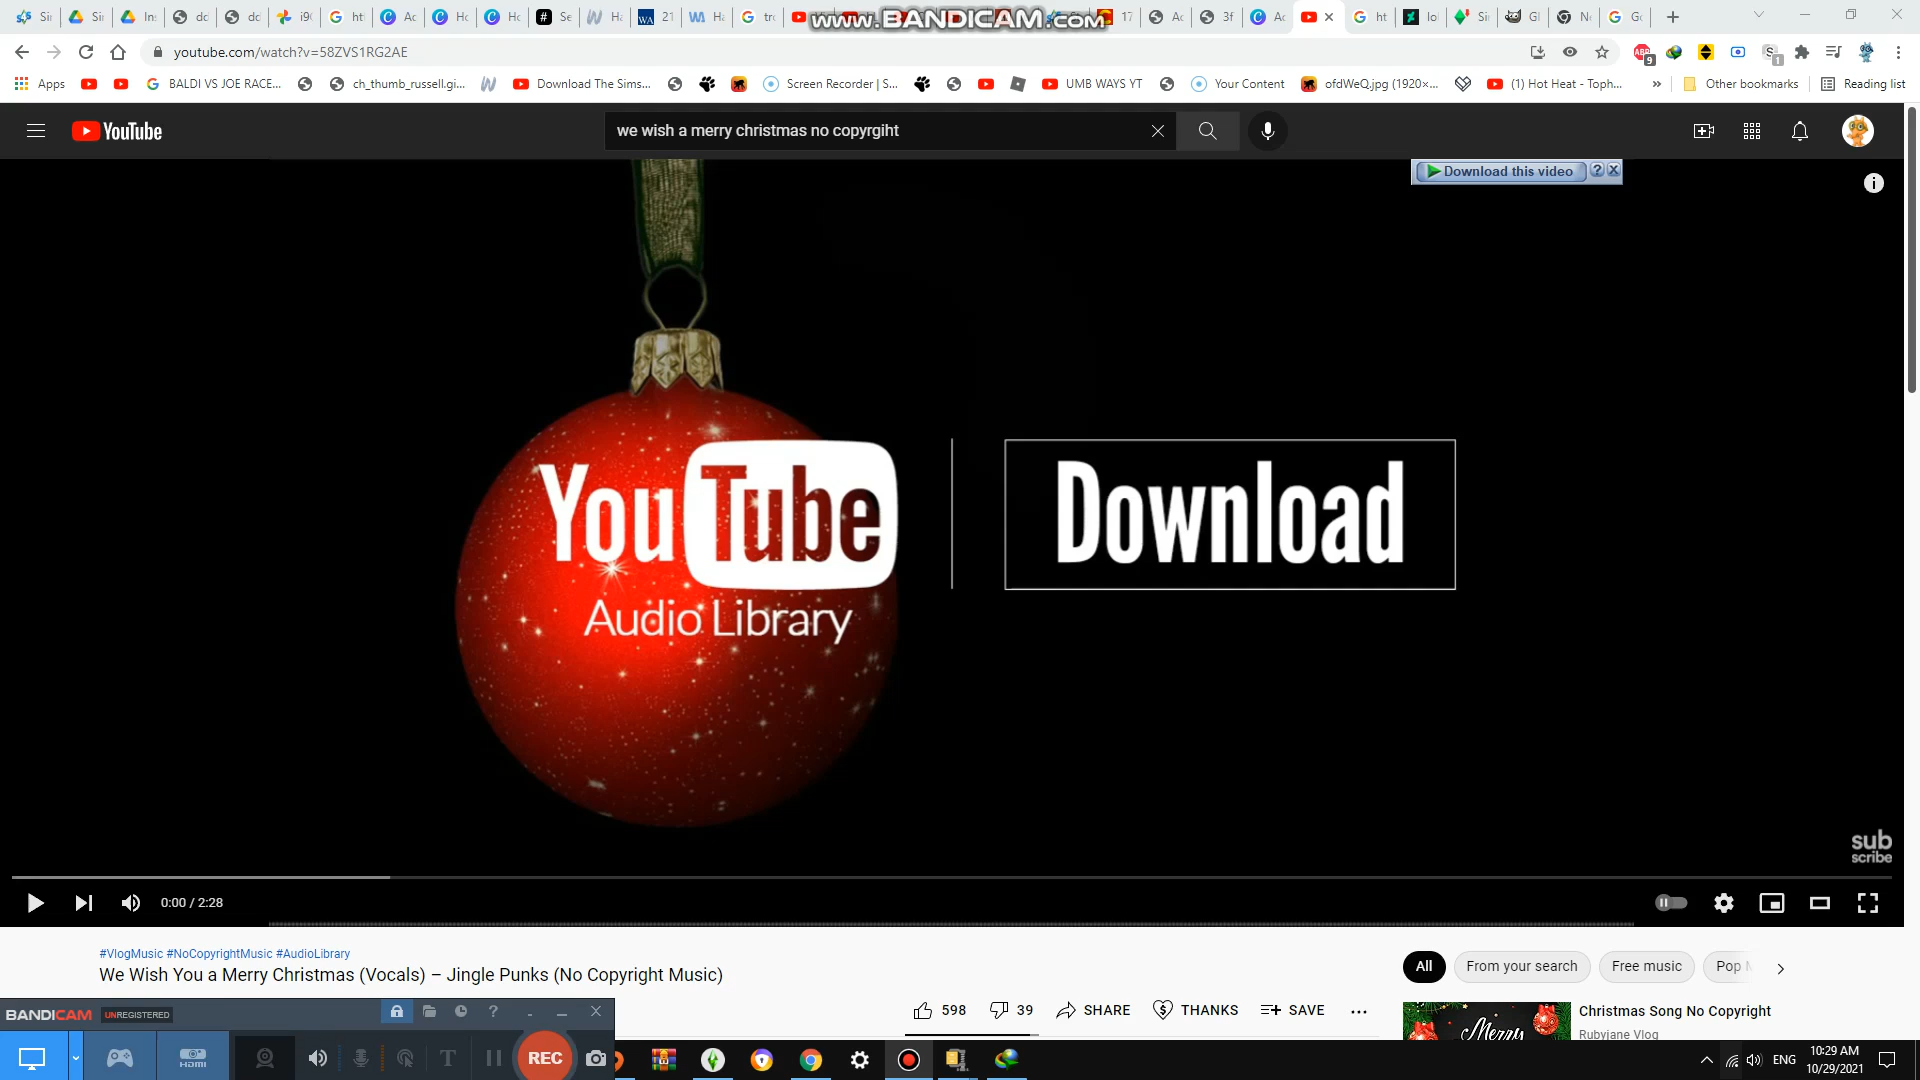 www.BANDICAM.com
youtube.com/watch?v=58ZVS1RG2AE
Apps
BALDI VS JOE RACE...
ch_thumb_russell.gi...
Download The Sims...
Screen Recorder | S...
UMB WAYS YT
Your Content
ofdWeQ.jpg (1920×...
(1) Hot Heat - Toph...
»
Other bookmarks
Reading list
YouTube
we wish a merry christmas no copyrgiht
Download this video
YouTube
Audio Library
Download
sub
scribe
0:00 / 2:28
#VlogMusic #NoCopyrightMusic #AudioLibrary
We Wish You a Merry Christmas (Vocals) – Jingle Punks (No Copyright Music)
598
39
SHARE
THANKS
SAVE
All
From your search
Free music
Pop
Christmas Song No Copyright
Rubyjane Vlog
Merry
BANDICAM UNREGISTERED
HDMI
REC
ENG
10:29 AM
10/29/2021